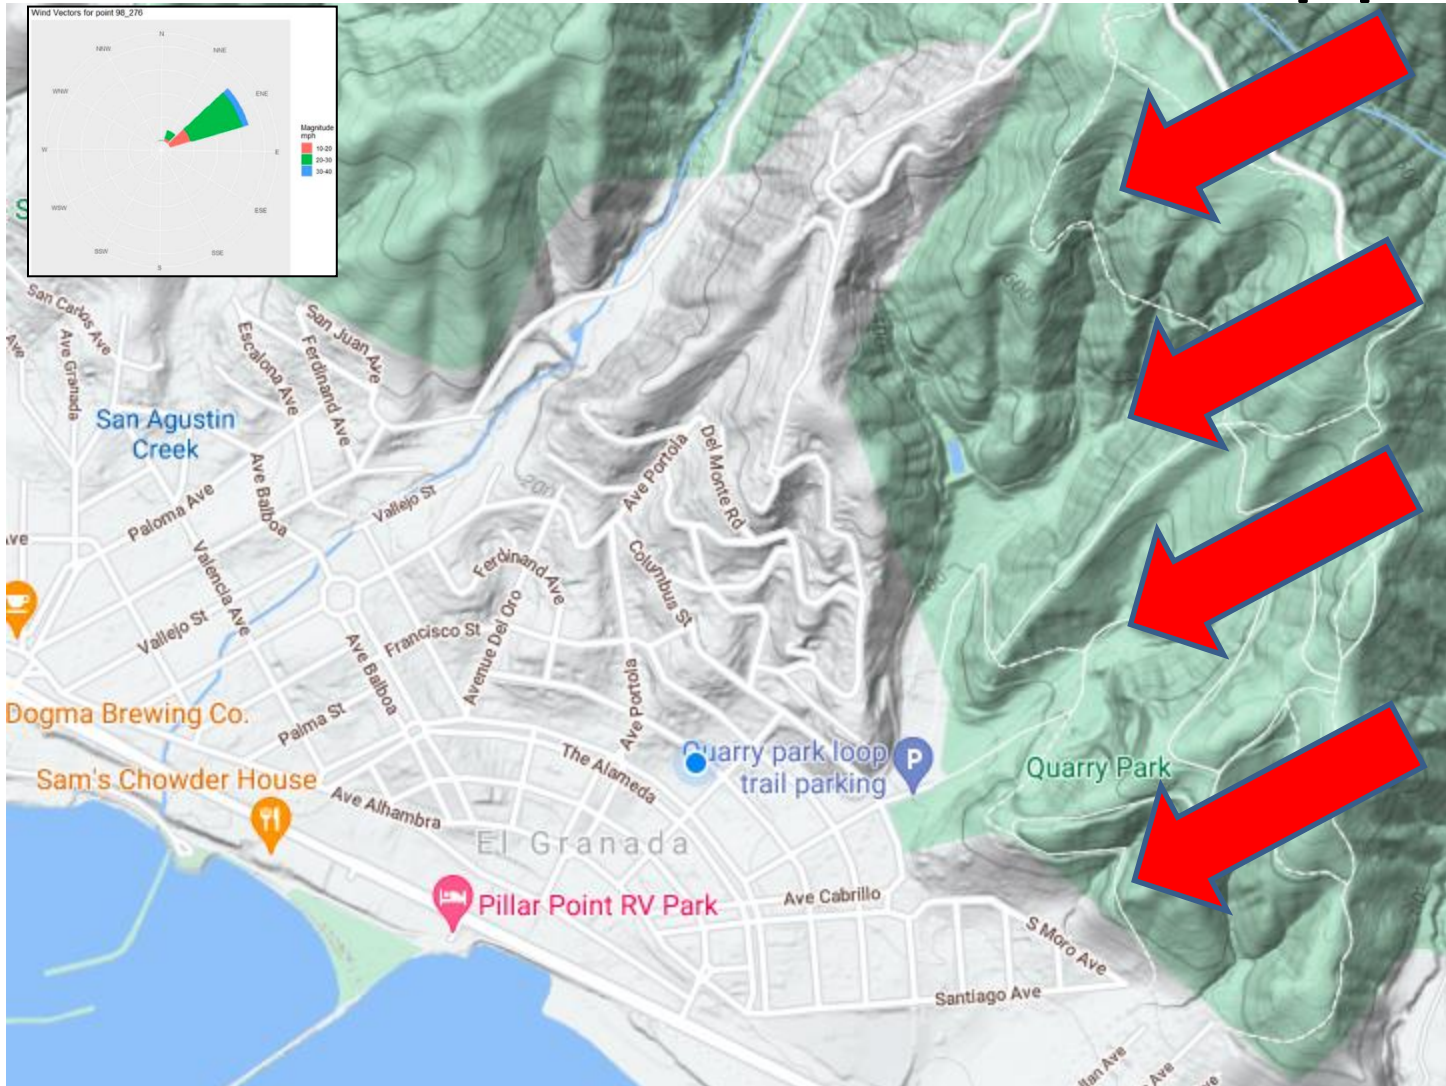 Wind Vectors for point 98_276
N
NNW
NNE
WNW
ENE
W
E
WSW
ESE
SSW
SSE
S
Magnitude
mph
10-20
20-30
30-40
San Carlos Ave
Ave Granada
Ave
Escalona Ave
San Juan Ave
Ferdinand Ave
San Agustin
Creek
Ave Balboa
Paloma Ave
Vallejo St
Ave Portola
Del Monte Rd
200
600
Ave
Valencia Ave
Ferdinand Ave
Columbus St
Vallejo St
Francisco St
Avenue Del Oro
Ave Balboa
Ave Portola
Dogma Brewing Co.
Palma St
The Alameda
Quarry park loop
trail parking
P
Quarry Park
Sam's Chowder House
Ave Alhambra
El Granada
Pillar Point RV Park
Ave Cabrillo
S Moro Ave
Santiago Ave
Ave